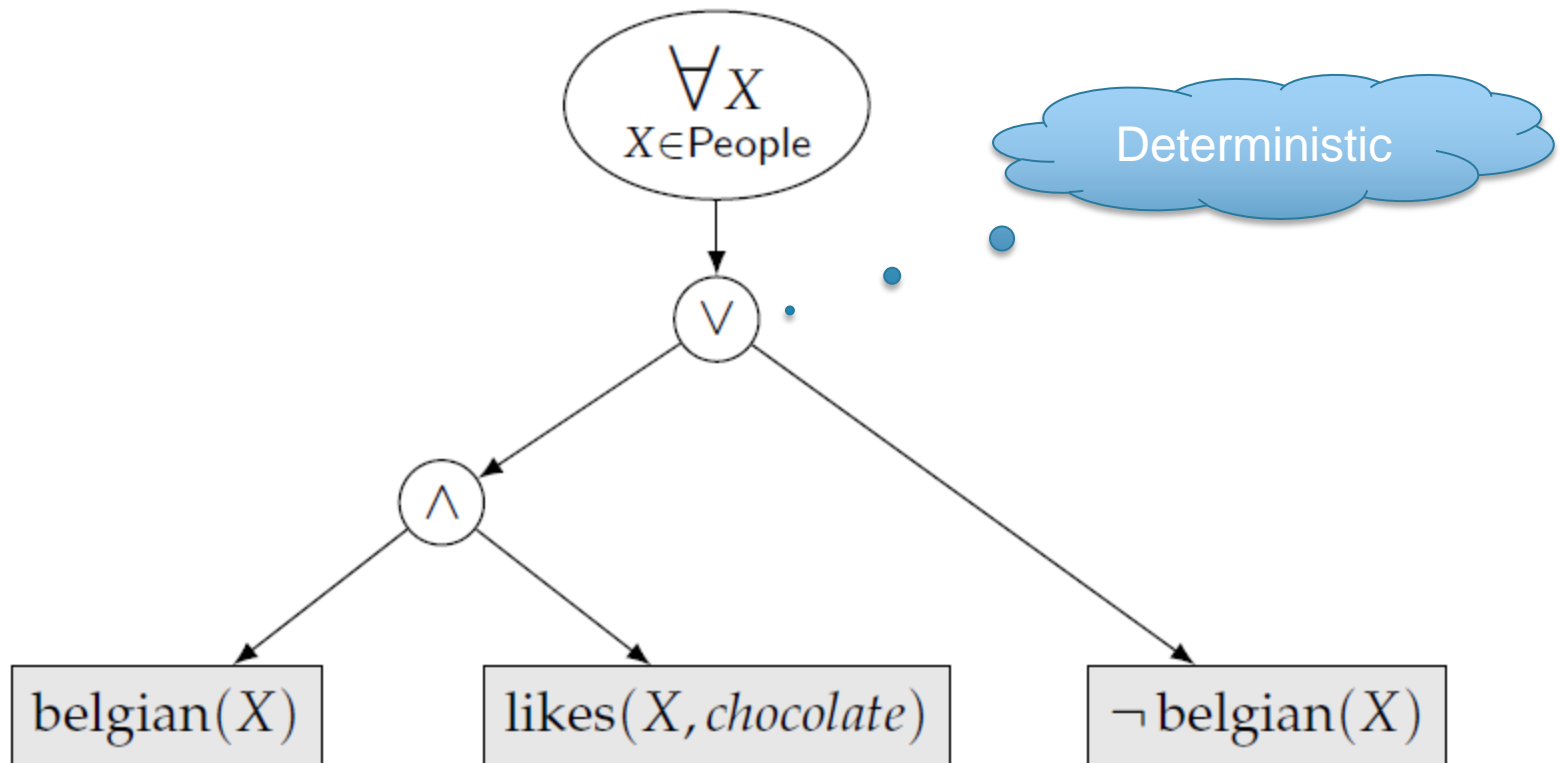 ∀X
X∈People
Deterministic
∨
∧
belgian(X)
likes(X, chocolate)
¬ belgian(X)